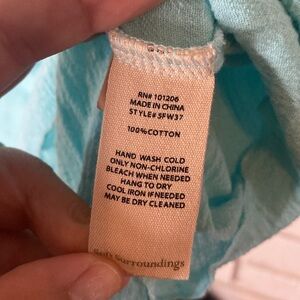 RN# 101206
MADE IN CHINA
STYLE# 5FW37
100% COTTON
HAND WASH COLD
ONLY NON-CHLORINE
BLEACH WHEN NEEDED
HANG TO DRY
COOL IRON IF NEEDED
MAY BE DRY CLEANED
Soft Surroundings